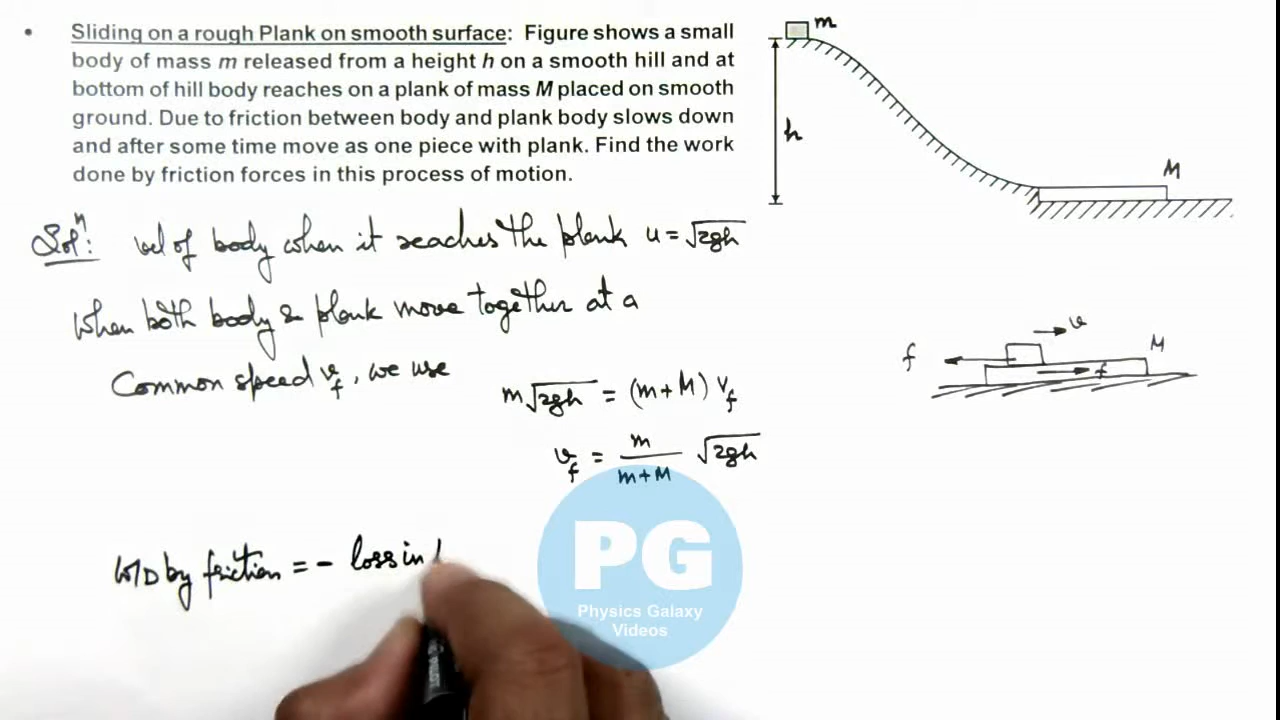 • Sliding on a rough Plank on smooth surface: Figure shows a small
body of mass m released from a height h on a smooth hill and at
bottom of hill body reaches on a plank of mass M placed on smooth
ground. Due to friction between body and plank body slows down
and after some time move as one piece with plank. Find the work
done by friction forces in this process of motion.
m
h
M
Solⁿ: vel of body when it reaches the plank u = √2gh
When both body & plank move together at a
Common speed v_f, we use
m√2gh = (m+M) v_f
v_f = m/(m+M) √2gh
f
v
M
f
W/D by friction = - loss in
PG
Physics Galaxy
Videos